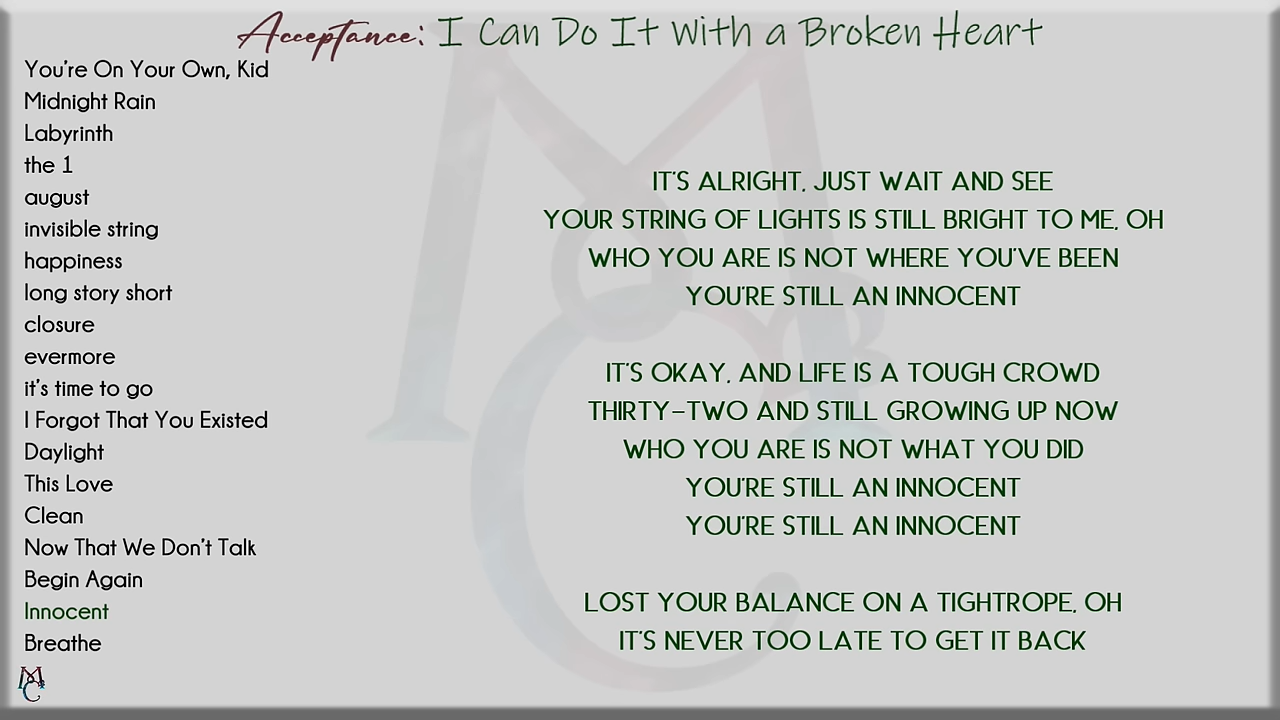 Acceptance: I Can Do It With a Broken Heart
You're On Your Own, Kid
Midnight Rain
Labyrinth
the 1
august
invisible string
happiness
long story short
closure
evermore
it's time to go
I Forgot That You Existed
Daylight
This Love
Clean
Now That We Don't Talk
Begin Again
Innocent
Breathe
IT'S ALRIGHT, JUST WAIT AND SEE
YOUR STRING OF LIGHTS IS STILL BRIGHT TO ME, OH
WHO YOU ARE IS NOT WHERE YOU'VE BEEN
YOU'RE STILL AN INNOCENT
IT'S OKAY, AND LIFE IS A TOUGH CROWD
THIRTY-TWO AND STILL GROWING UP NOW
WHO YOU ARE IS NOT WHAT YOU DID
YOU'RE STILL AN INNOCENT
YOU'RE STILL AN INNOCENT
LOST YOUR BALANCE ON A TIGHTROPE, OH
IT'S NEVER TOO LATE TO GET IT BACK